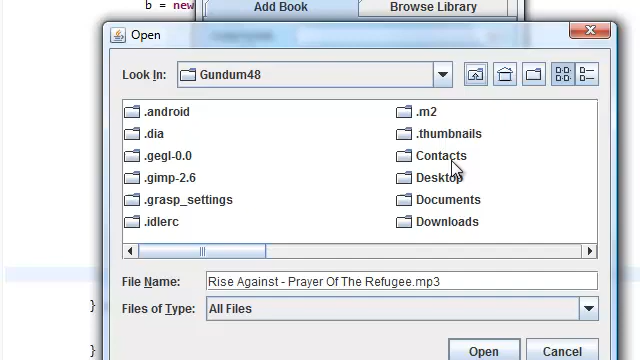 b = new
Add Book
Browse Library
Open
Look In:
Gundum48
.android
.dia
.gegl-0.0
.gimp-2.6
.grasp_settings
.idlerc
.m2
.thumbnails
Contacts
Desktop
Documents
Downloads
File Name:
Rise Against - Prayer Of The Refugee.mp3
Files of Type:
All Files
}
}
Open
Cancel